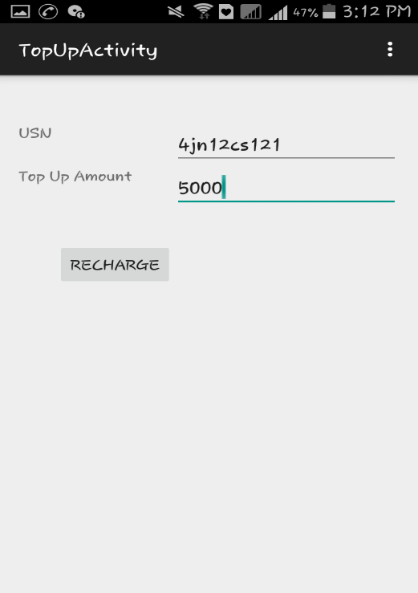 47% 3:12 PM
TopUpActivity
USN
4jn12cs121
Top Up Amount
5000
RECHARGE